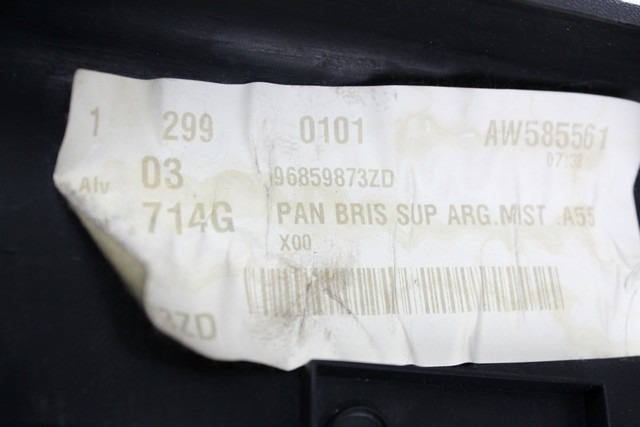 1 299 0101 AW585561
07:38
Alv 03 96859873ZD
714G PAN BRIS SUP ARG.MIST .A55
X00
3ZD